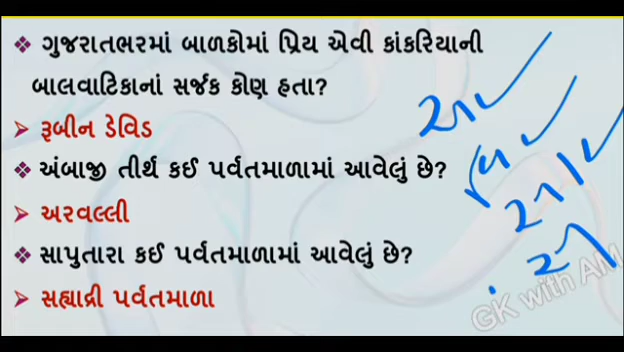 ❖ ગુજરાતભરમાં બાળકોમાં પ્રિય એવી કાંકરિયાની
બાલવાટિકાનાં સર્જક કોણ હતા?
➤ રૂબીન ડેવિડ
❖ અંબાજી તીર્થ કઈ પર્વતમાળામાં આવેલું છે?
➤ અરવલ્લી
❖ સાપુતારા કઈ પર્વતમાળામાં આવેલું છે?
➤ સહ્યાદ્રી પર્વતમાળા
GK with AM